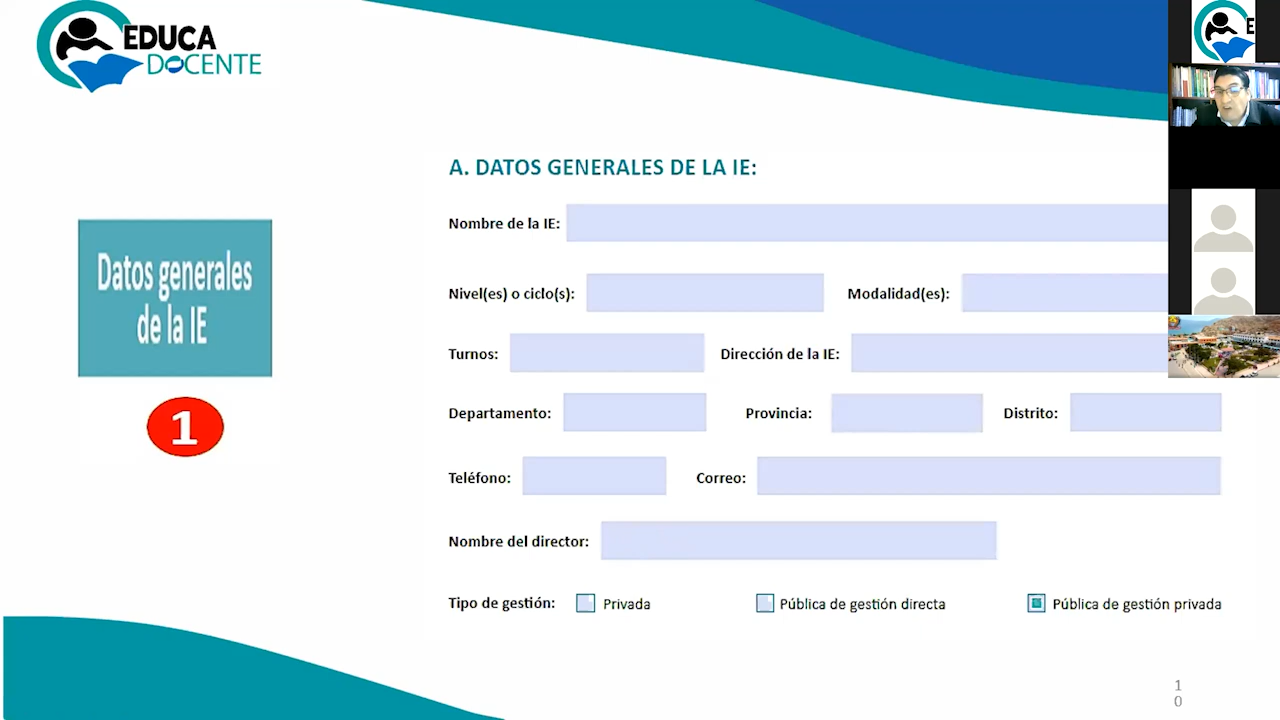 EDUCA
DOCENTE
E
A. DATOS GENERALES DE LA IE:
Nombre de la IE:
Datos generales
de la IE
Nivel(es) o ciclo(s):
Modalidad(es):
Turnos:
Dirección de la IE:
Departamento:
Provincia:
Distrito:
1
Teléfono:
Correo:
Nombre del director:
Tipo de gestión:
Privada
Pública de gestión directa
Pública de gestión privada
1
0